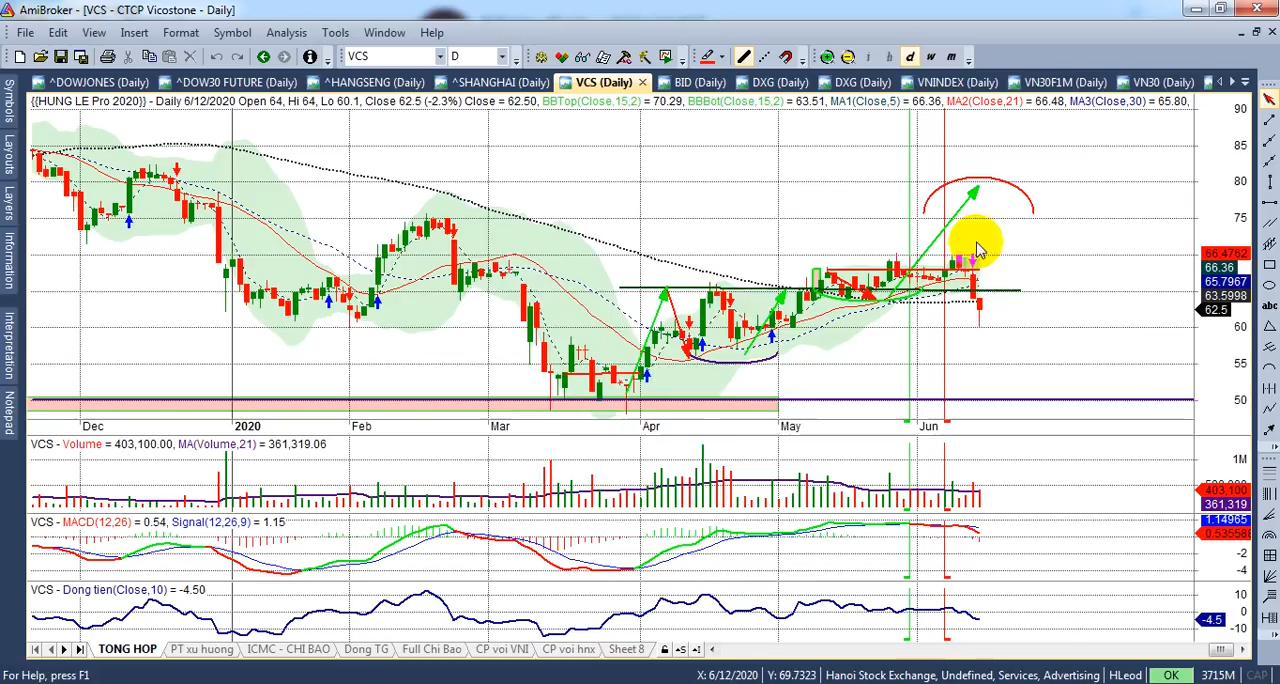 AmiBroker - [VCS - CTCP Vicostone - Daily]
File Edit View Insert Format Symbol Analysis Tools Window Help
VCS D i h d w m
^DOWJONES (Daily) ^DOW30 FUTURE (Daily) ^HANGSENG (Daily) ^SHANGHAI (Daily) VCS (Daily) BID (Daily) DXG (Daily) DXG (Daily) VNINDEX (Daily) VN30F1M (Daily) VN30 (Daily)
{{HUNG LE Pro 2020}} - Daily 6/12/2020 Open 64, Hi 64, Lo 60.1, Close 62.5 (-2.3%) Close = 62.50, BBTop(Close,15,2) = 70.29, BBBot(Close,15,2) = 63.51, MA1(Close,5) = 66.36, MA2(Close,21) = 66.48, MA3(Close,30) = 65.80,
Symbols
Layouts
Layers
Information
Interpretation
Notepad
90
85
80
75
66.4762
66.36
65.7967
63.5998
62.5
60
55
50
abc
Dec 2020 Feb Mar Apr May Jun
VCS - Volume = 403,100.00, MA(Volume,21) = 361,319.06
1M
403,100
361,319
VCS - MACD(12,26) = 0.54, Signal(12,26,9) = 1.15
1.14965
-2
-4
VCS - Dong tien(Close,10) = -4.50
10
0
-4.5
-10
TONG HOP PT xu huong ICMC - CHI BAO Dong TG Full Chi Bao CP voi VNI CP voi hnx Sheet 8
For Help, press F1 X: 6/12/2020 Y: 69.7323 Hanoi Stock Exchange, Undefined, Services, Advertising HLeod OK 3715M CAP